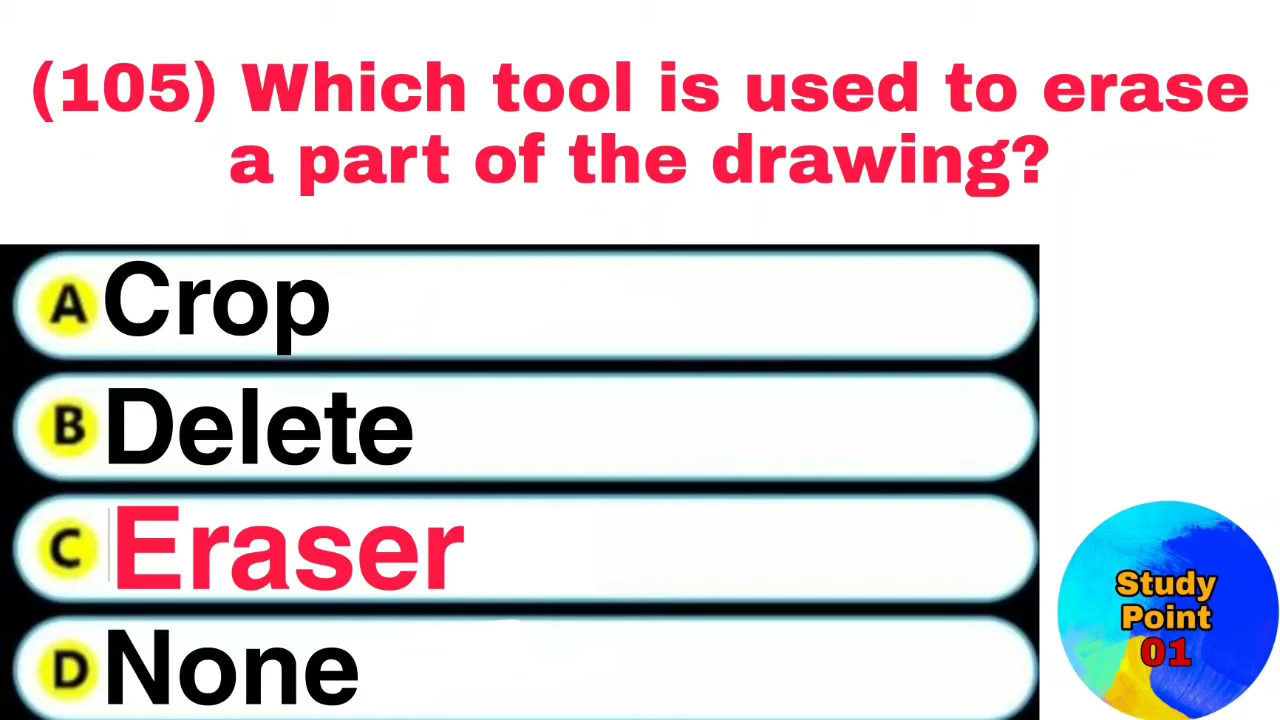 (105) Which tool is used to erase
a part of the drawing?
A Crop
B Delete
C Eraser
D None
Study
Point
01